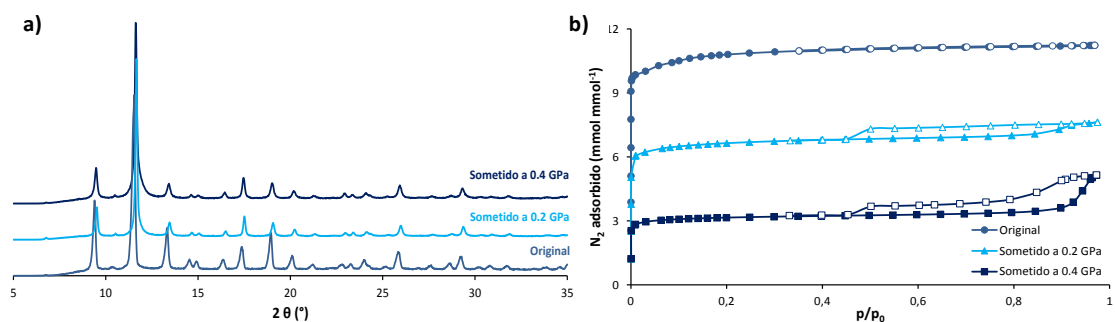 a)
Sometido a 0.4 GPa
Sometido a 0.2 GPa
Original
5 10 15 20 25 30 35
2 θ (°)
b)
N2 adsorbido (mmol mmol-1)
12
9
6
3
0
0 0,2 0,4 0,6 0,8 1
p/p0
Original
Sometido a 0.2 GPa
Sometido a 0.4 GPa